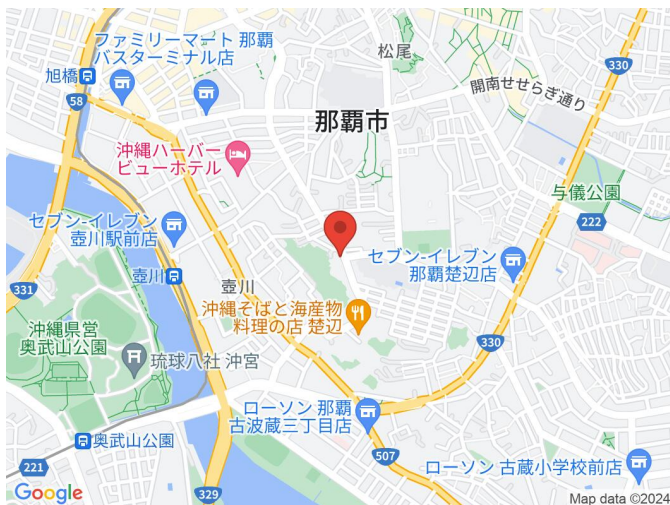 松尾
330
ファミリーマート 那覇
バスターミナル店
旭橋
58
開南せせらぎ通り
那覇市
沖縄ハーバー
ビューホテル
与儀公園
222
セブン-イレブン
壺川駅前店
セブン-イレブン
那覇楚辺店
壺川
壺川
331
沖縄そばと海産物
料理の店 楚辺
沖縄県営
奥武山公園
330
琉球八社 沖宮
ローソン 那覇
古波蔵三丁目店
奥武山公園
221
507
ローソン 古蔵小学校前店
329
Google
Map data ©2024